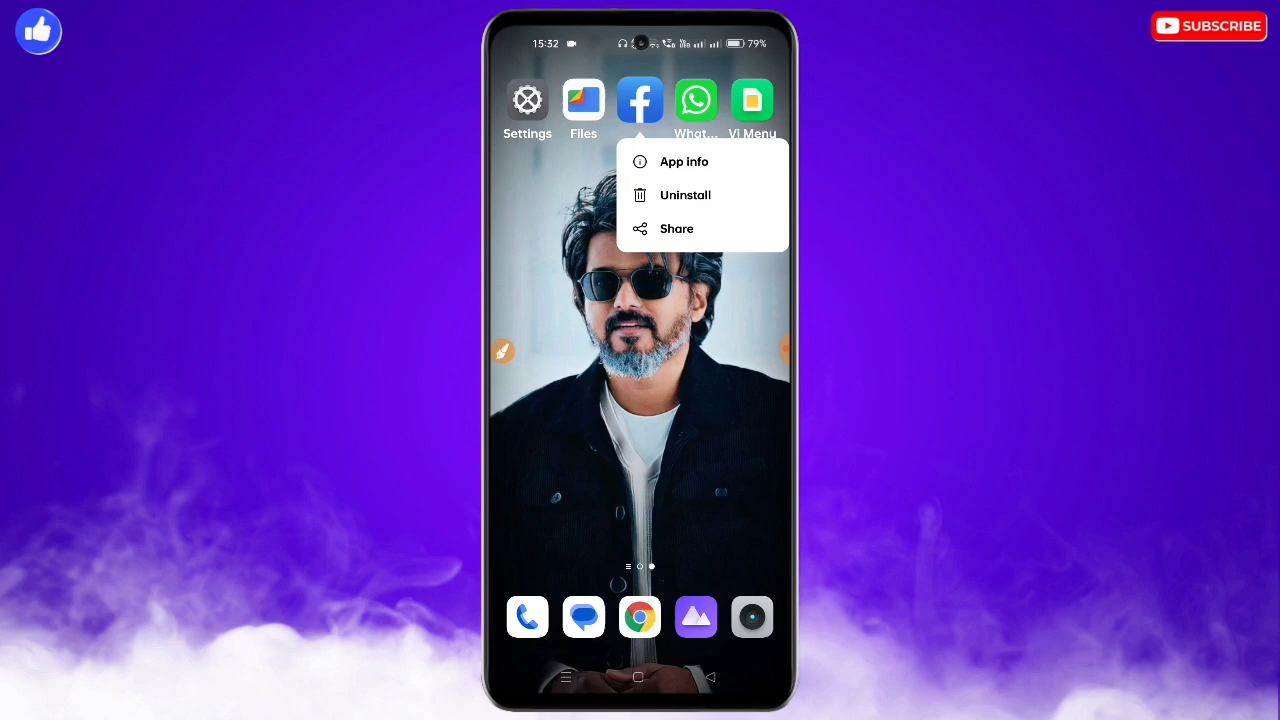 SUBSCRIBE
15:32
79%
Settings
Files
What...
Vi Menu
App info
Uninstall
Share